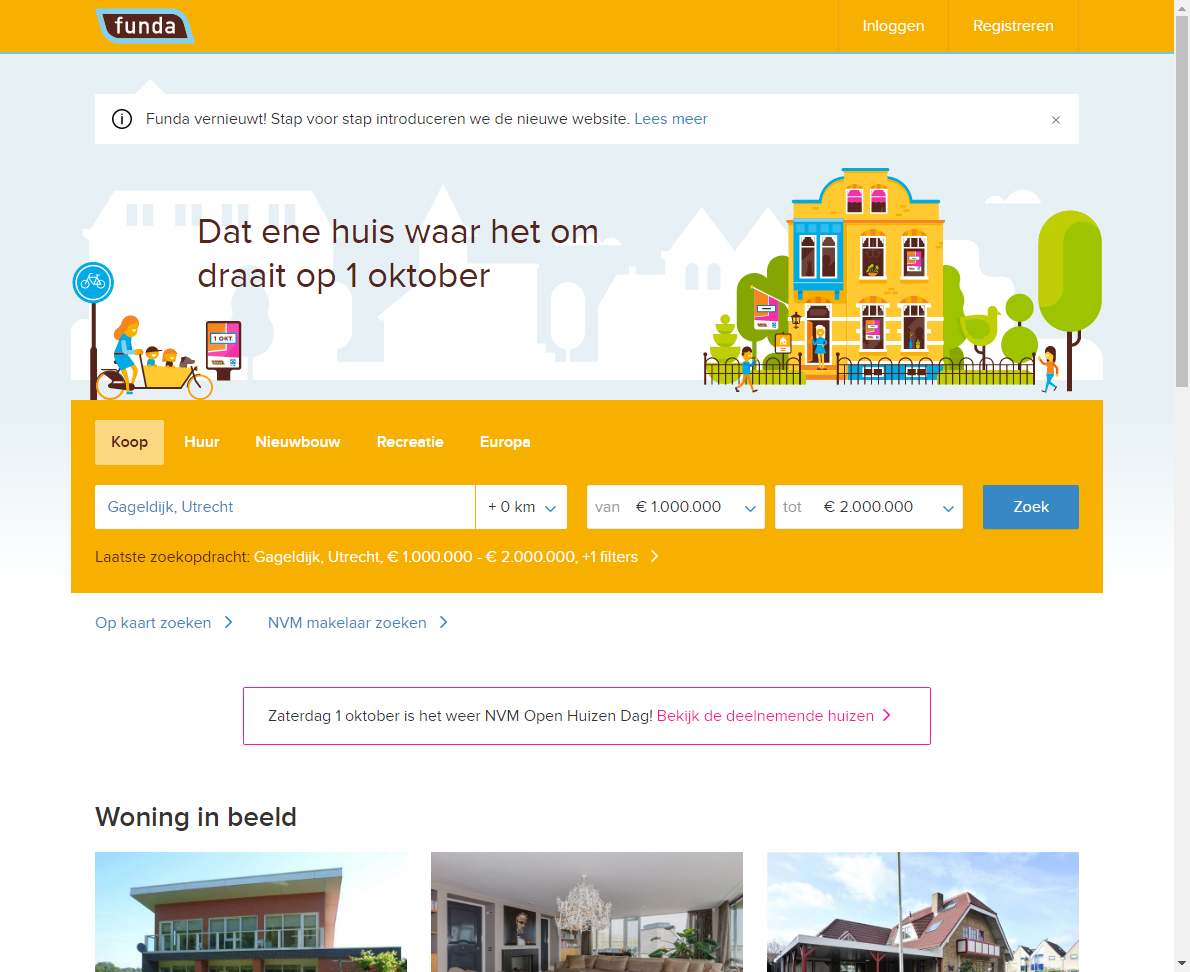 funda
Inloggen
Registreren
Funda vernieuwt! Stap voor stap introduceren we de nieuwe website. Lees meer
Dat ene huis waar het om
draait op 1 oktober
1 OKT
Koop
Huur
Nieuwbouw
Recreatie
Europa
Gageldijk, Utrecht
+ 0 km
van € 1.000.000
tot € 2.000.000
Zoek
Laatste zoekopdracht: Gageldijk, Utrecht, € 1.000.000 - € 2.000.000, +1 filters
Op kaart zoeken
NVM makelaar zoeken
Zaterdag 1 oktober is het weer NVM Open Huizen Dag! Bekijk de deelnemende huizen
Woning in beeld